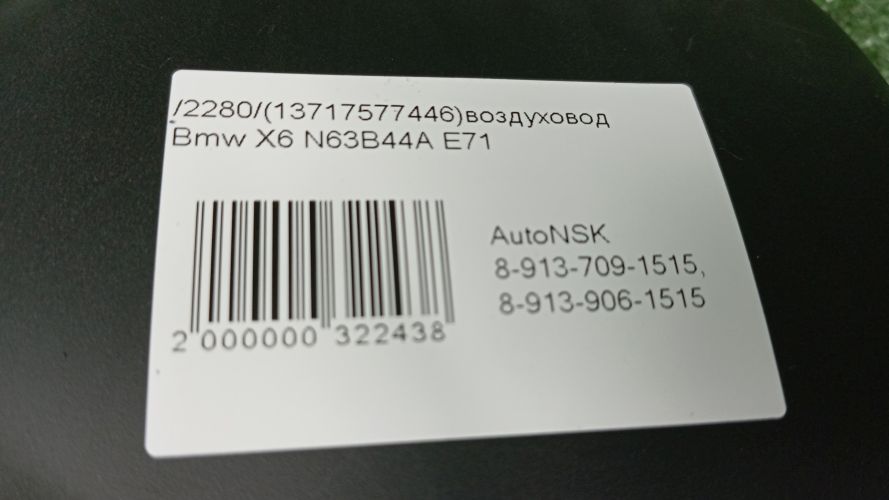 /2280/(13717577446)воздуховод
Bmw X6 N63B44A E71
AutoNSK
8-913-709-1515,
8-913-906-1515
2 000000 322438